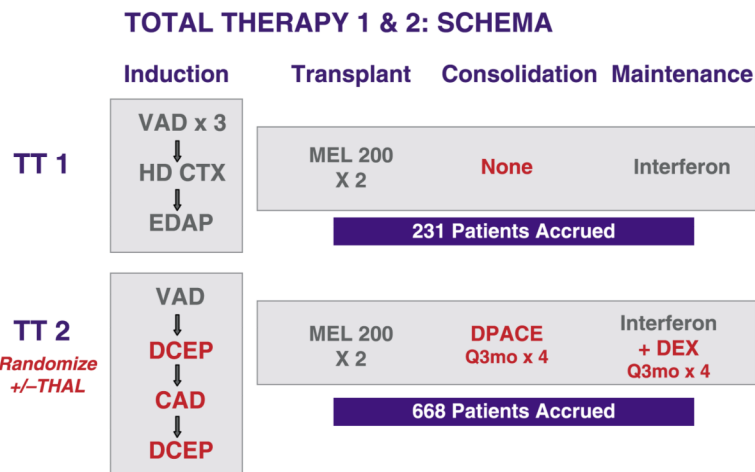 TOTAL THERAPY 1 & 2: SCHEMA
Induction Transplant Consolidation Maintenance
TT 1
VAD x 3
HD CTX
EDAP
MEL 200
X 2
None
Interferon
231 Patients Accrued
TT 2
Randomize
+/–THAL
VAD
DCEP
CAD
DCEP
MEL 200
X 2
DPACE
Q3mo x 4
Interferon
+ DEX
Q3mo x 4
668 Patients Accrued